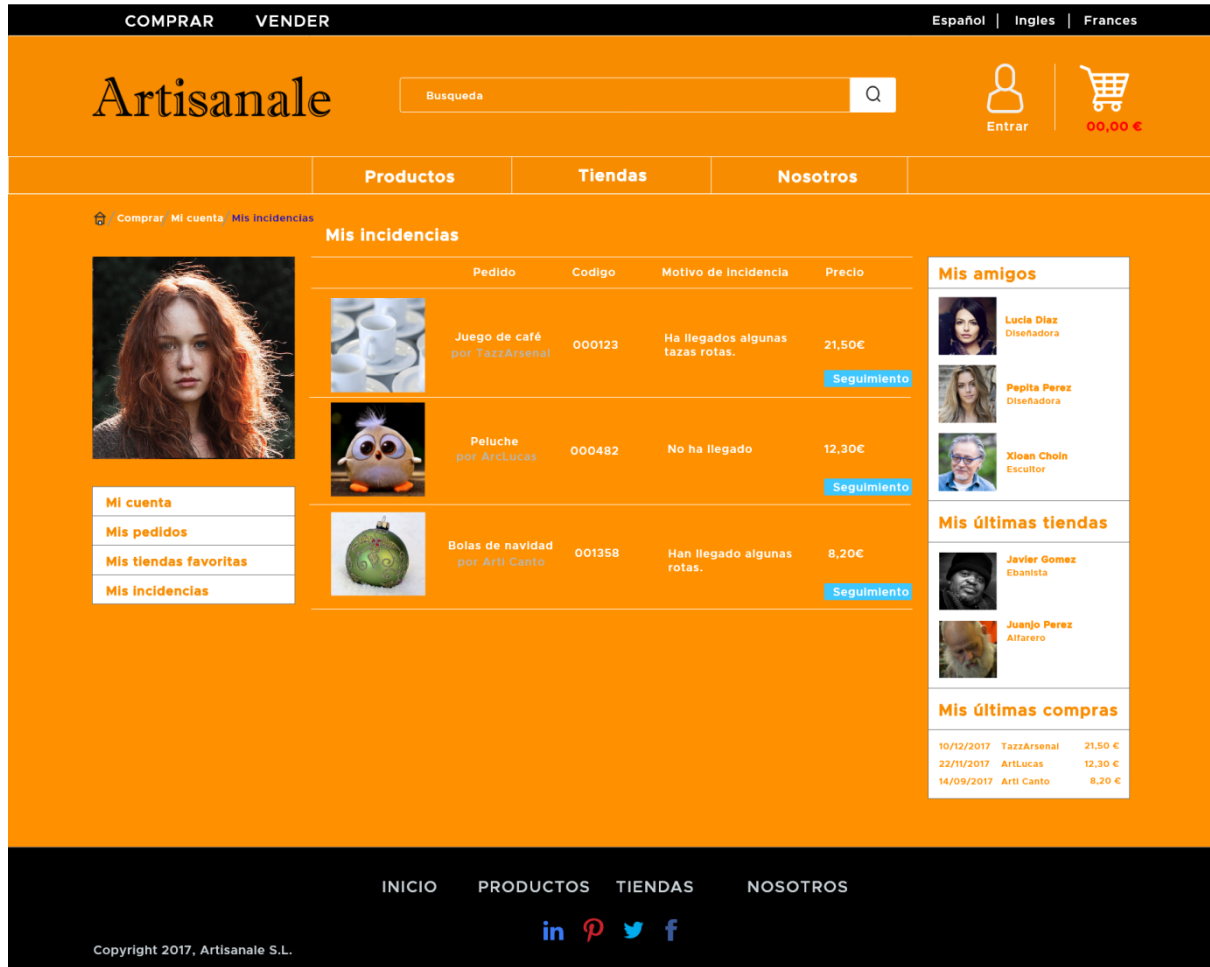 COMPRAR VENDER
Español | Ingles | Frances
Artisanale
Busqueda
Entrar
00,00 €
Productos Tiendas Nosotros
/ Comprar/ Mi cuenta/ Mis incidencias
Mis incidencias
Pedido Codigo Motivo de incidencia Precio
Juego de café
por TazzArsenal
000123
Ha llegados algunas
tazas rotas.
21,50€
Seguimiento
Peluche
por ArcLucas
000482
No ha llegado
12,30€
Seguimiento
Bolas de navidad
por Arti Canto
001358
Han llegado algunas
rotas.
8,20€
Seguimiento
Mi cuenta
Mis pedidos
Mis tiendas favoritas
Mis incidencias
Mis amigos
Lucia Diaz
Diseñadora
Pepita Perez
Diseñadora
Xioan Choin
Escultor
Mis últimas tiendas
Javier Gomez
Ebanista
Juanjo Perez
Alfarero
Mis últimas compras
10/12/2017 TazzArsenal 21,50 €
22/11/2017 ArtLucas 12,30 €
14/09/2017 Arti Canto 8,20 €
INICIO PRODUCTOS TIENDAS NOSOTROS
in
Copyright 2017, Artisanale S.L.